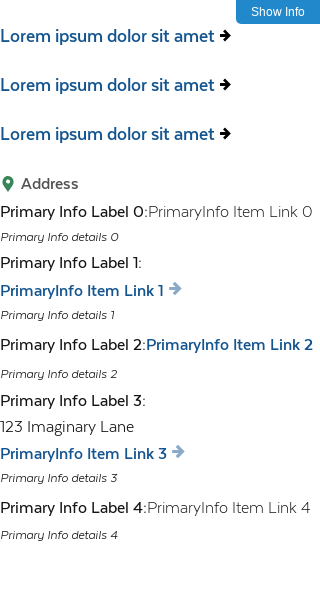 Show Info
Lorem ipsum dolor sit amet
Lorem ipsum dolor sit amet
Lorem ipsum dolor sit amet
Address
Primary Info Label 0:PrimaryInfo Item Link 0
Primary Info details 0
Primary Info Label 1:
PrimaryInfo Item Link 1
Primary Info details 1
Primary Info Label 2:PrimaryInfo Item Link 2
Primary Info details 2
Primary Info Label 3:
123 Imaginary Lane
PrimaryInfo Item Link 3
Primary Info details 3
Primary Info Label 4:PrimaryInfo Item Link 4
Primary Info details 4